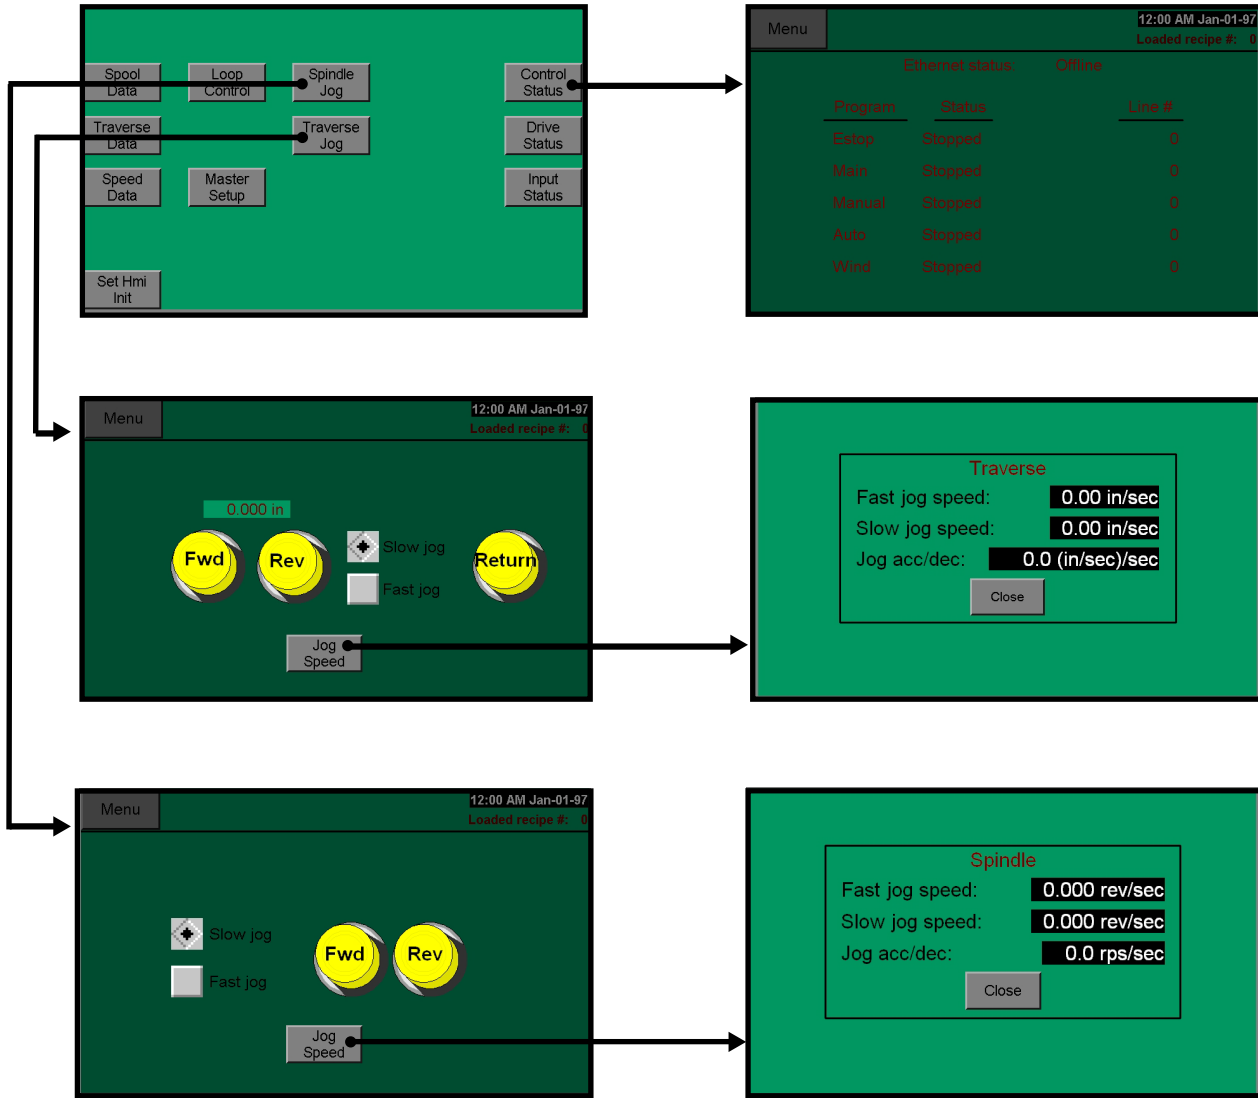 Spool Data
Loop Control
Spindle Jog
Control Status
Traverse Data
Traverse Jog
Drive Status
Speed Data
Master Setup
Input Status
Set Hmi Init
Menu
12:00 AM Jan-01-97
Loaded recipe #: 0
Ethernet status: Offline
Program Status Line #
Estop Stopped 0
Main Stopped 0
Manual Stopped 0
Auto Stopped 0
Wind Stopped 0
Menu
12:00 AM Jan-01-97
Loaded recipe #: 0
0.000 in
Fwd
Rev
Slow jog
Fast jog
Return
Jog Speed
Traverse
Fast jog speed: 0.00 in/sec
Slow jog speed: 0.00 in/sec
Jog acc/dec: 0.0 (in/sec)/sec
Close
Menu
12:00 AM Jan-01-97
Loaded recipe #: 0
Slow jog
Fast jog
Fwd
Rev
Jog Speed
Spindle
Fast jog speed: 0.000 rev/sec
Slow jog speed: 0.000 rev/sec
Jog acc/dec: 0.0 rps/sec
Close